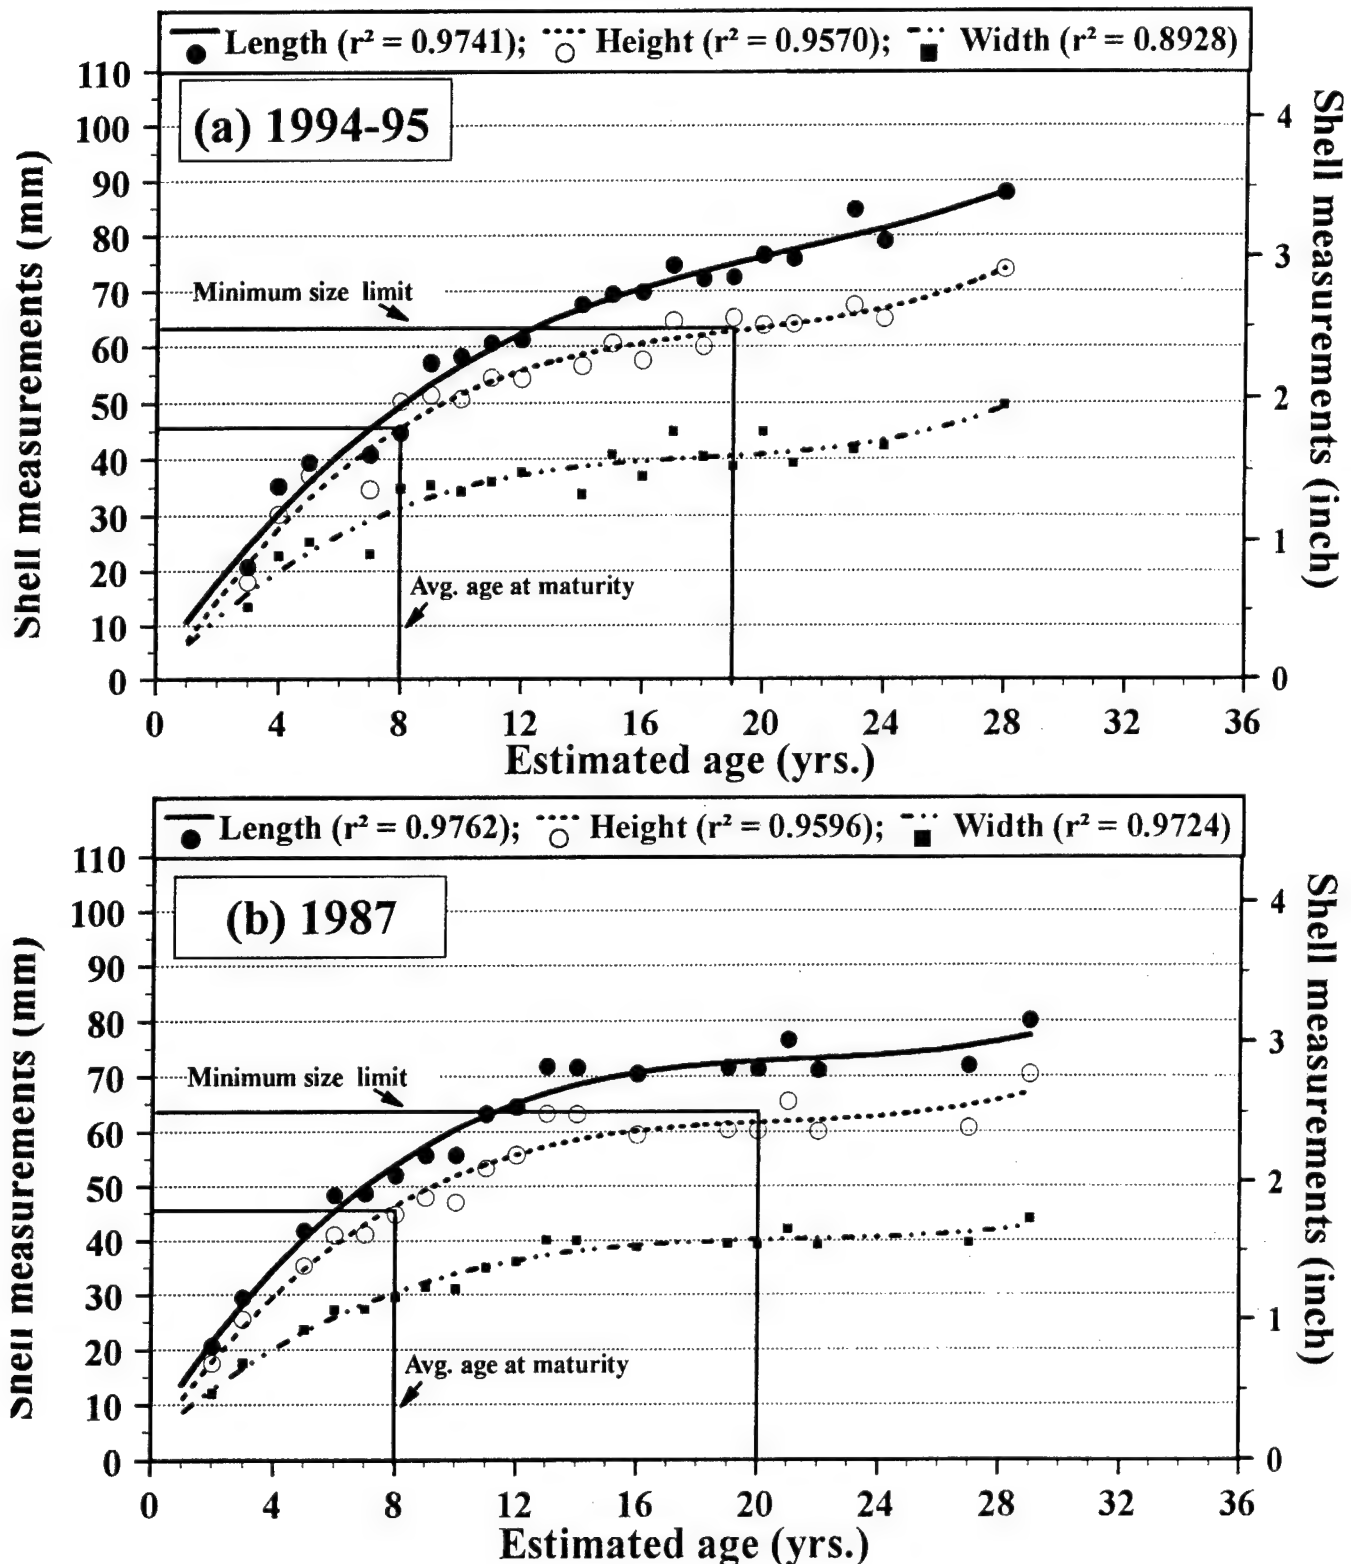 Length (r² = 0.9741); Height (r² = 0.9570); Width (r² = 0.8928)
(a) 1994-95
110
100
90
80
70
60
50
40
30
20
10
0
Shell measurements (mm)
4
3
2
1
0
Shell measurements (inch)
Minimum size limit
Avg. age at maturity
0 4 8 12 16 20 24 28 32 36
Estimated age (yrs.)
Length (r² = 0.9762); Height (r² = 0.9596); Width (r² = 0.9724)
(b) 1987
110
100
90
80
70
60
50
40
30
20
10
0
Shell measurements (mm)
4
3
2
1
0
Shell measurements (inch)
Minimum size limit
Avg. age at maturity
0 4 8 12 16 20 24 28 32 36
Estimated age (yrs.)